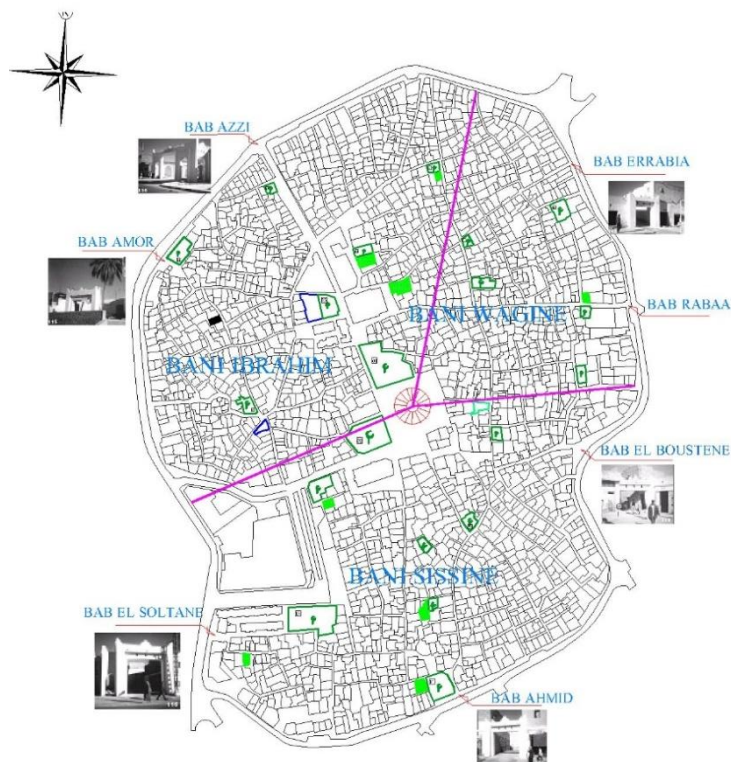 BAB AZZI
BAB ERRABIA
BAB AMOR
BAB RABAA
BANI WAGINE
BANI IBRAHIM
BAB EL BOUSTENE
BANI SISSINE
BAB EL SOLTANE
BAB AHMID